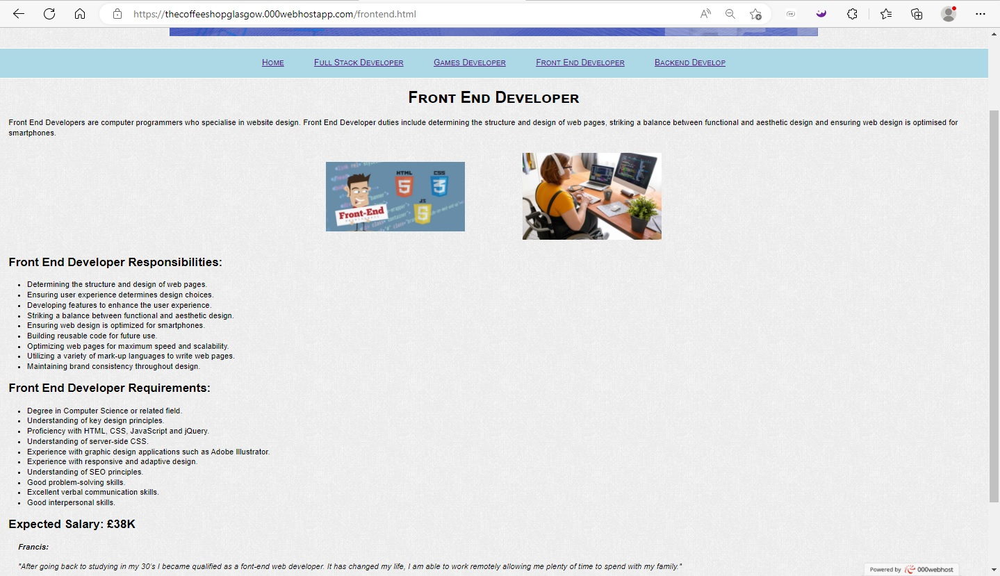 https://thecoffeeshopglasgow.000webhostapp.com/frontend.html
Home Full Stack Developer Games Developer Front End Developer Backend Develop
Front End Developer
Front End Developers are computer programmers who specialise in website design. Front End Developer duties include determining the structure and design of web pages, striking a balance between functional and aesthetic design and ensuring web design is optimised for
smartphones.
HTML CSS
5 3
JS
Front-End
Front End Developer Responsibilities:
• Determining the structure and design of web pages.
• Ensuring user experience determines design choices.
• Developing features to enhance the user experience.
• Striking a balance between functional and aesthetic design.
• Ensuring web design is optimized for smartphones.
• Building reusable code for future use.
• Optimizing web pages for maximum speed and scalability.
• Utilizing a variety of mark-up languages to write web pages.
• Maintaining brand consistency throughout design.
Front End Developer Requirements:
• Degree in Computer Science or related field.
• Understanding of key design principles.
• Proficiency with HTML, CSS, JavaScript and jQuery.
• Understanding of server-side CSS.
• Experience with graphic design applications such as Adobe Illustrator.
• Experience with responsive and adaptive design.
• Understanding of SEO principles.
• Good problem-solving skills.
• Excellent verbal communication skills.
• Good interpersonal skills.
Expected Salary: £38K
Francis:
"After going back to studying in my 30's I became qualified as a font-end web developer. It has changed my life, I am able to work remotely allowing me plenty of time to spend with my family."
Powered by 000webhost